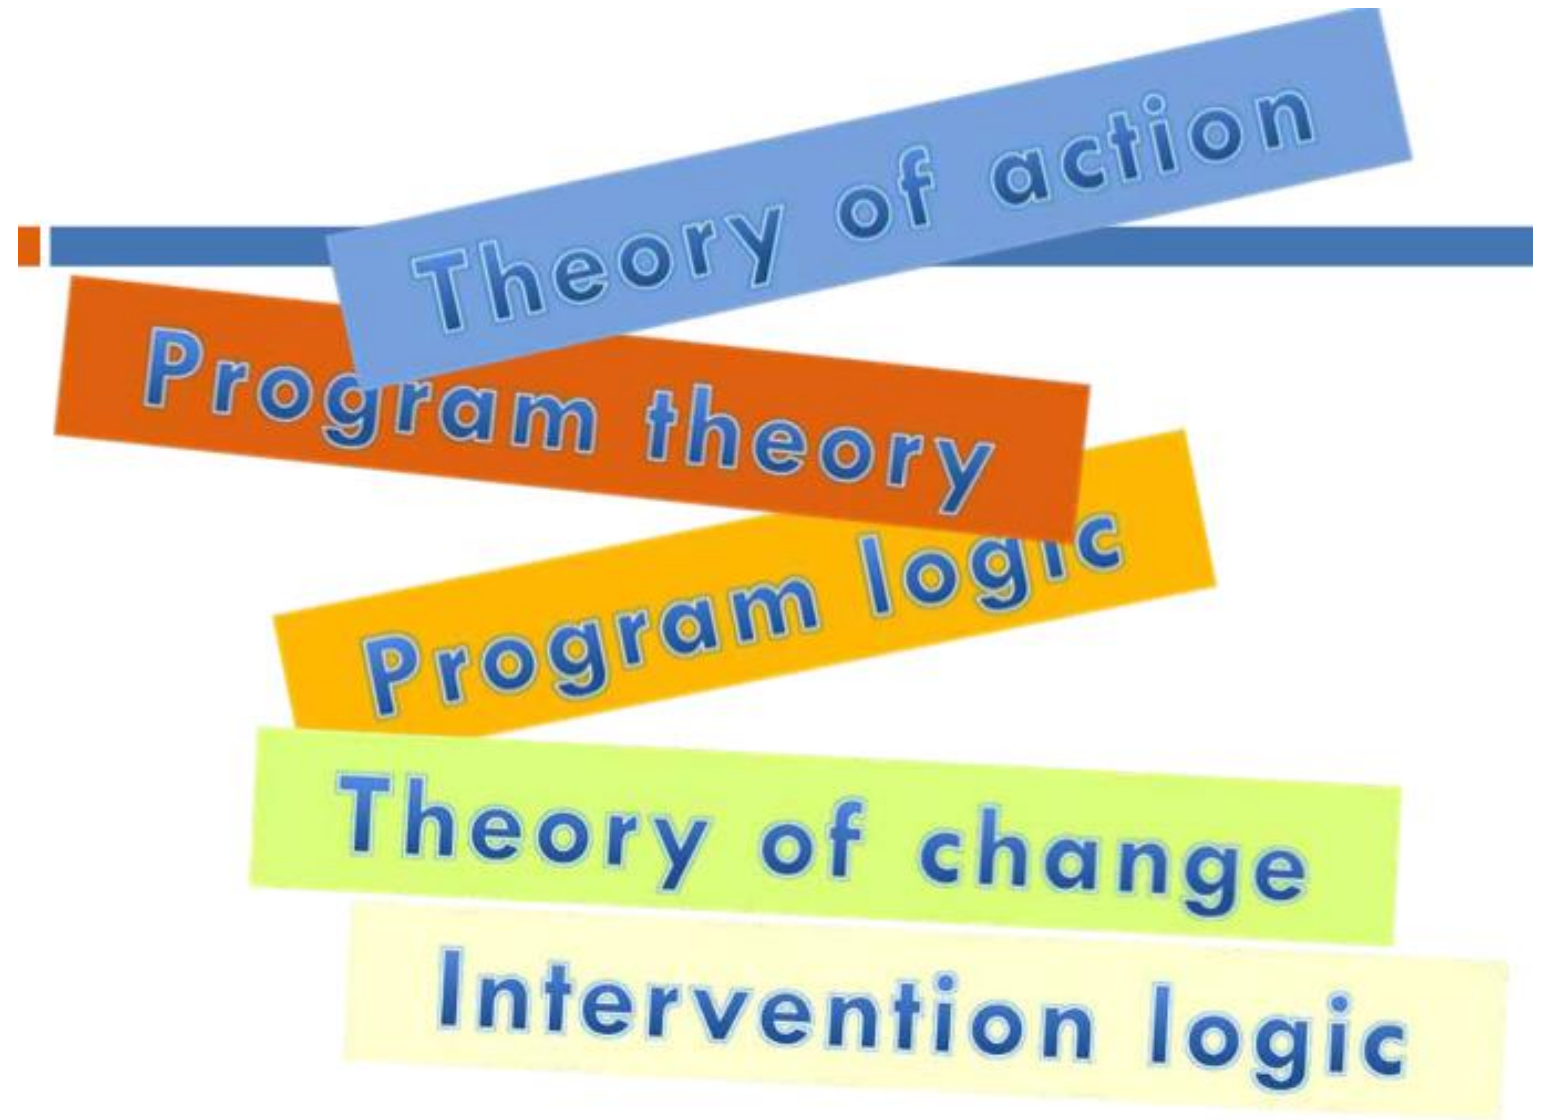 Theory of action
Program theory
Program logic
Theory of change
Intervention logic